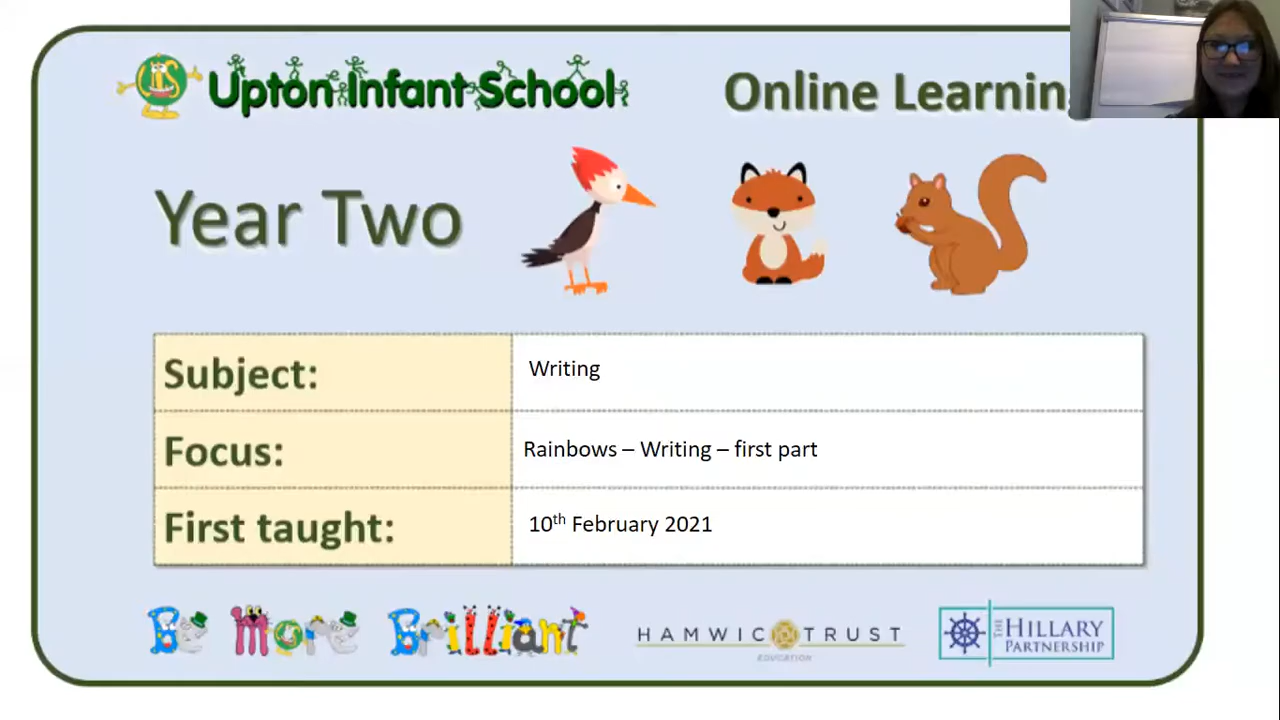 Upton Infant School
Online Learnin
Year Two
Subject: Writing
Focus: Rainbows – Writing – first part
First taught: 10th February 2021
Be More Brilliant
HAMWIC TRUST
EDUCATION
THE HILLARY
PARTNERSHIP